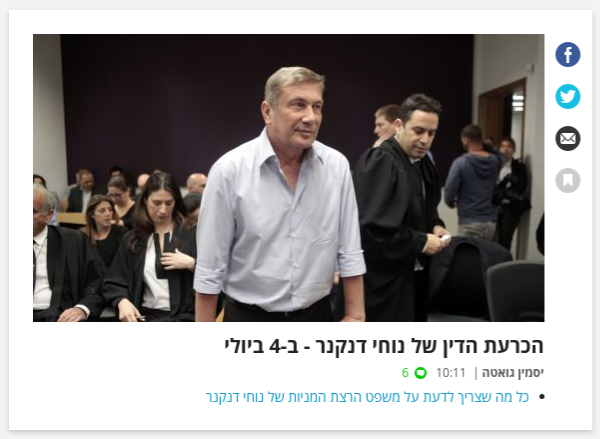 הכרעת הדין של נוחי דנקנר - ב-4 ביולי
יסמין גואטה | 10:11 6
כל מה שצריך לדעת על משפט הרצת המניות של נוחי דנקנר